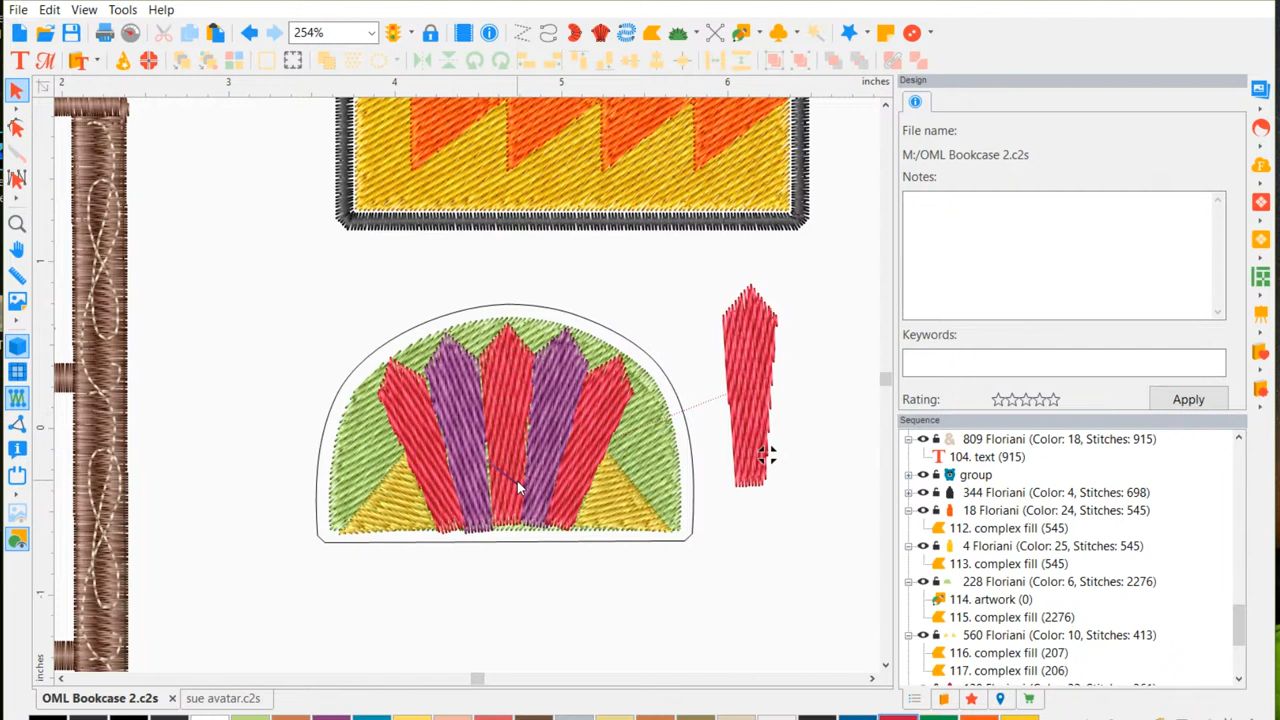 File Edit View Tools Help
254%
T M T
2 3 4 5 6 inches
1
0
-1
inches
Design
File name:
M:/OML Bookcase 2.c2s
Notes:
Keywords:
Rating:
Apply
Sequence
809 Floriani (Color: 18, Stitches: 915)
T 104. text (915)
group
344 Floriani (Color: 4, Stitches: 698)
18 Floriani (Color: 24, Stitches: 545)
112. complex fill (545)
4 Floriani (Color: 25, Stitches: 545)
113. complex fill (545)
228 Floriani (Color: 6, Stitches: 2276)
114. artwork (0)
115. complex fill (2276)
560 Floriani (Color: 10, Stitches: 413)
116. complex fill (207)
117. complex fill (206)
OML Bookcase 2.c2s × sue avatar.c2s